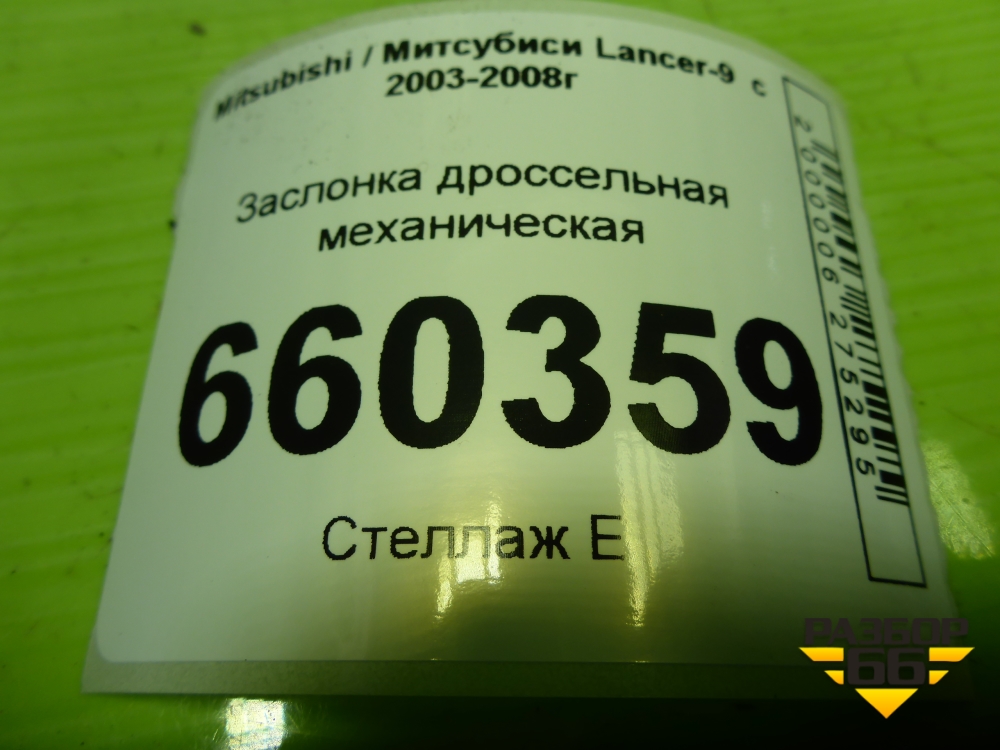 Mitsubishi / Митсубиси Lancer-9 с
2003-2008г
Заслонка дроссельная
механическая
660359
Стеллаж Е
2000006275295
РАЗБОР
66